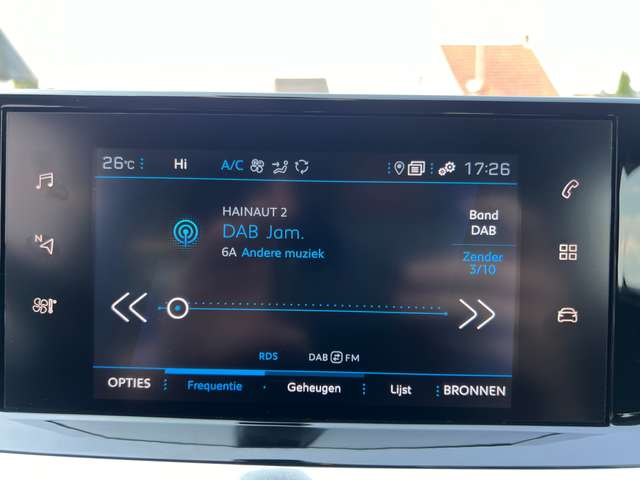 26°C Hi A/C 17:26
HAINAUT 2
DAB Jam.
6A Andere muziek
Band
DAB
Zender
3/10
N
RDS DAB FM
OPTIES Frequentie Geheugen Lijst BRONNEN